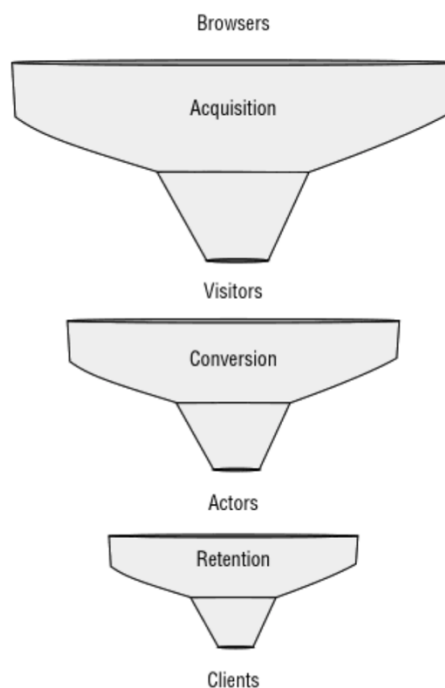 Browsers
Acquisition
Visitors
Conversion
Actors
Retention
Clients